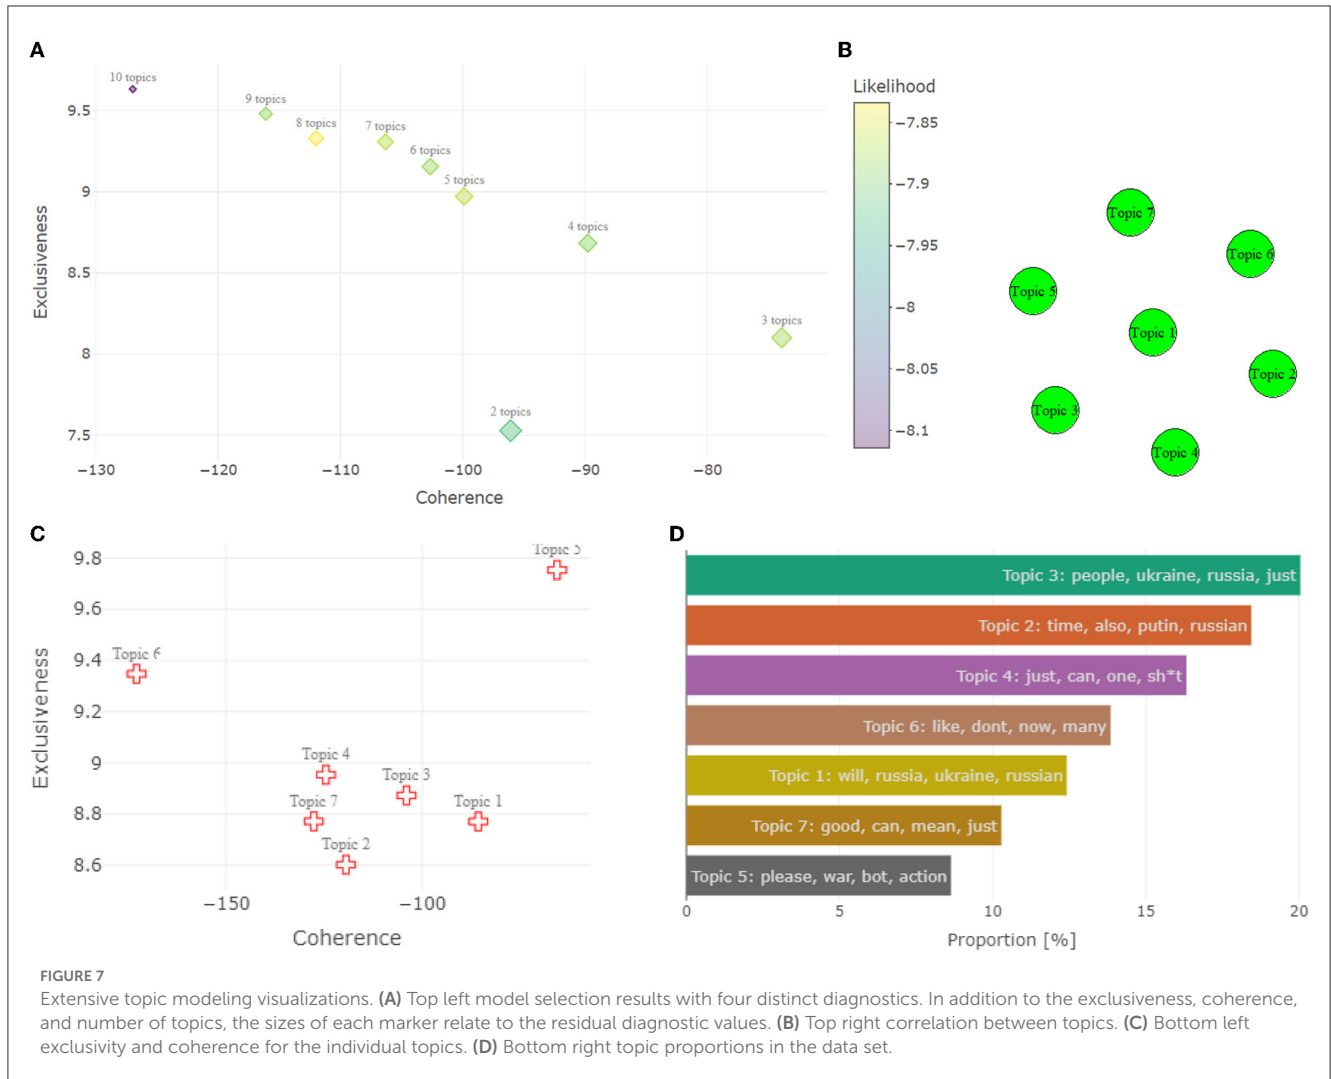 A
10 topics
9 topics
8 topics
7 topics
6 topics
5 topics
4 topics
3 topics
2 topics
9.5
9
8.5
8
7.5
Exclusiveness
−130
−120
−110
−100
−90
−80
Coherence
B
Likelihood
−7.85
−7.9
−7.95
−8
−8.05
−8.1
Topic 7
Topic 6
Topic 5
Topic 1
Topic 2
Topic 3
Topic 4
C
9.8
9.6
9.4
9.2
9
8.8
8.6
Exclusiveness
Topic 5
Topic 6
Topic 4
Topic 3
Topic 7
Topic 1
Topic 2
−150
−100
Coherence
D
Topic 3: people, ukraine, russia, just
Topic 2: time, also, putin, russian
Topic 4: just, can, one, sh*t
Topic 6: like, dont, now, many
Topic 1: will, russia, ukraine, russian
Topic 7: good, can, mean, just
Topic 5: please, war, bot, action
0
5
10
15
20
Proportion [%]
FIGURE 7
Extensive topic modeling visualizations. (A) Top left model selection results with four distinct diagnostics. In addition to the exclusiveness, coherence,
and number of topics, the sizes of each marker relate to the residual diagnostic values. (B) Top right correlation between topics. (C) Bottom left
exclusivity and coherence for the individual topics. (D) Bottom right topic proportions in the data set.